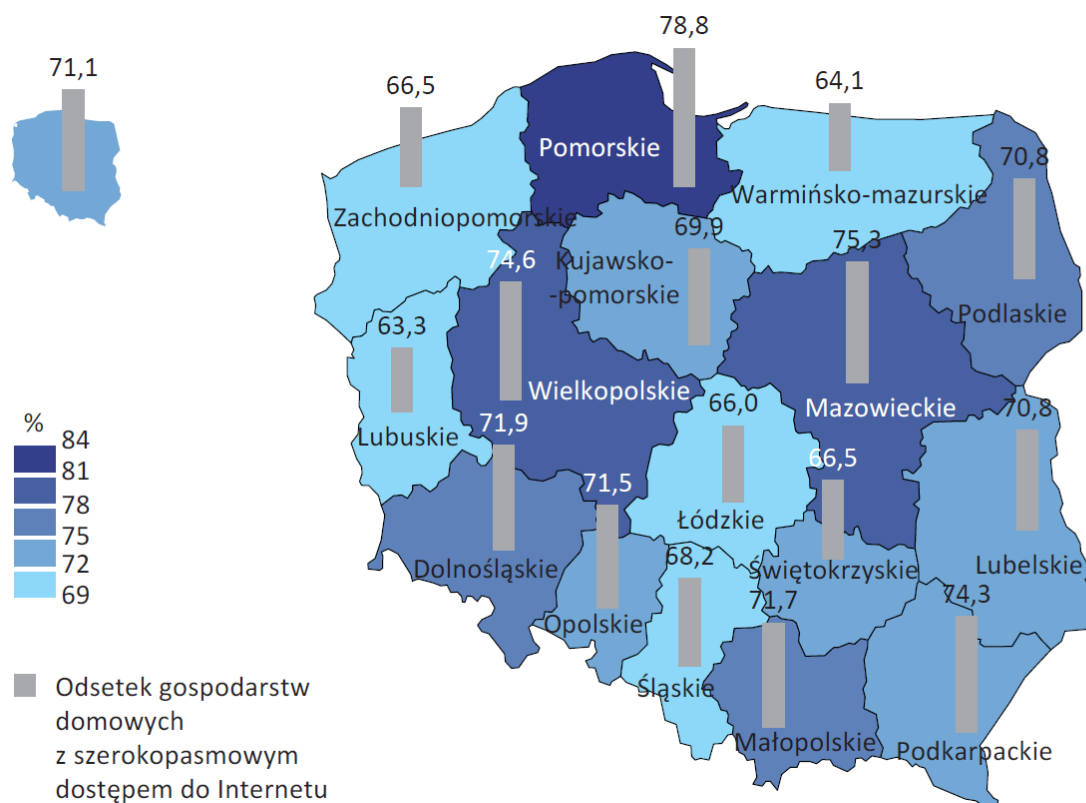 71,1
66,5
78,8
64,1
Pomorskie
70,8
Warmińsko-mazurskie
Zachodniopomorskie
69,9
74,6
Kujawsko-
-pomorskie
75,3
Podlaskie
63,3
Wielkopolskie
Mazowieckie
66,0
70,8
Lubuskie
71,9
66,5
71,5
Łódzkie
Dolnośląskie
68,2
Świętokrzyskie
Lubelskie
71,7
74,3
Opolskie
Śląskie
Małopolskie
Podkarpackie
%
84
81
78
75
72
69
Odsetek gospodarstw
domowych
z szerokopasmowym
dostępem do Internetu